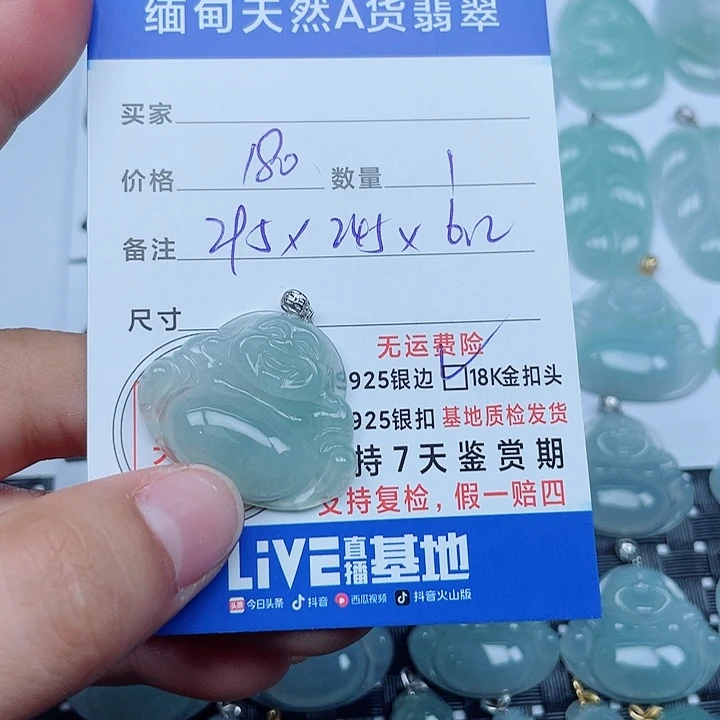 缅甸天然A货翡翠
买家
价格 180 数量 1
备注 245 x 6.2
尺寸
无运费险
S925银边 18K金扣头
925银扣 基地质检发货
持7天鉴赏期
支持复检，假一赔四
LiVE直播基地
今日头条 抖音 西瓜视频 抖音火山版